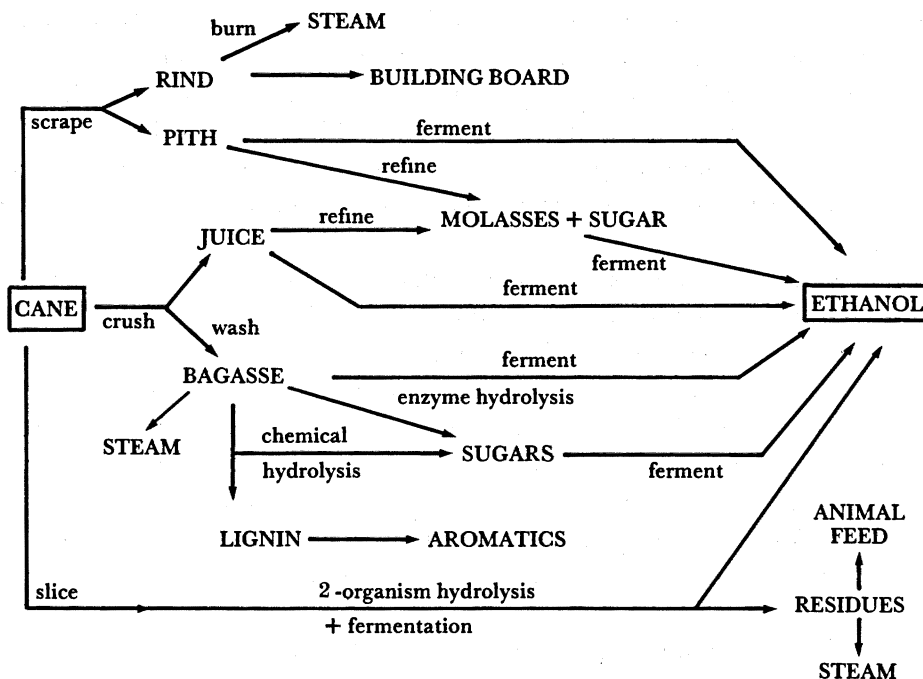 burn
STEAM
RIND
BUILDING BOARD
scrape
PITH
ferment
refine
JUICE
refine
MOLASSES + SUGAR
ferment
CANE
crush
ferment
ETHANOL
wash
BAGASSE
ferment
enzyme hydrolysis
STEAM
chemical
hydrolysis
SUGARS
ferment
LIGNIN
AROMATICS
ANIMAL
FEED
slice
2-organism hydrolysis
+ fermentation
RESIDUES
STEAM